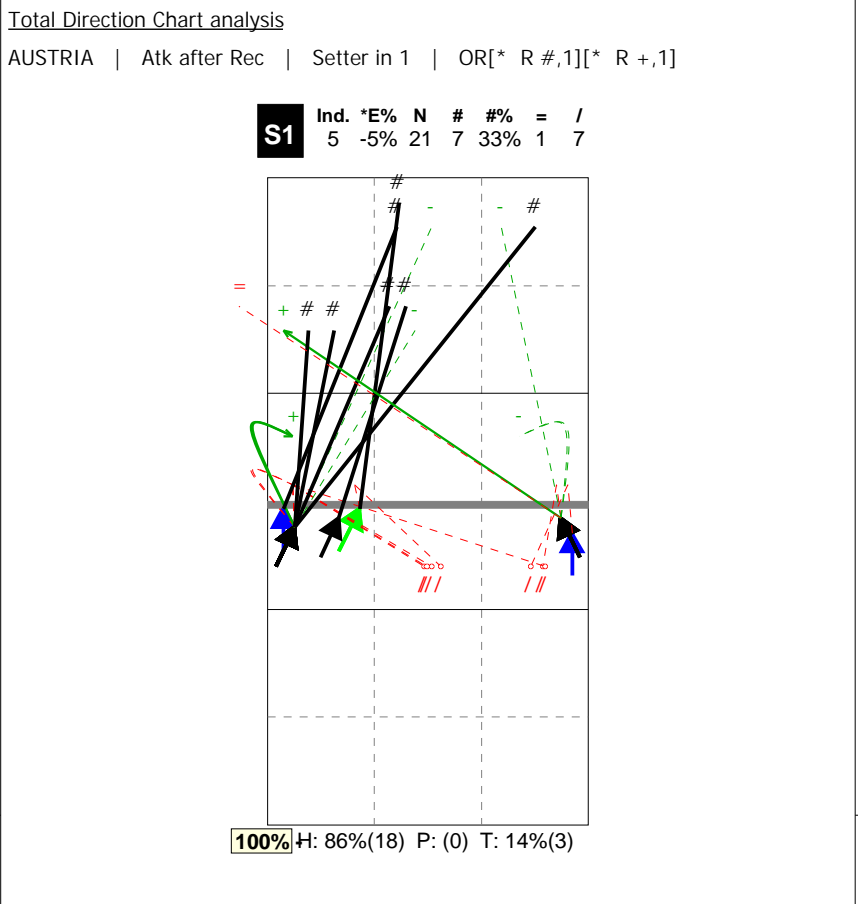 Total Direction Chart analysis
AUSTRIA | Atk after Rec | Setter in 1 | OR[* R #,1][* R +,1]
Ind. *E% N # #% = /
S1 5 -5% 21 7 33% 1 7
#
# - - #
= # #
+ # # -
+ -
/ / / / / / /
100% H: 86%(18) P: (0) T: 14%(3)